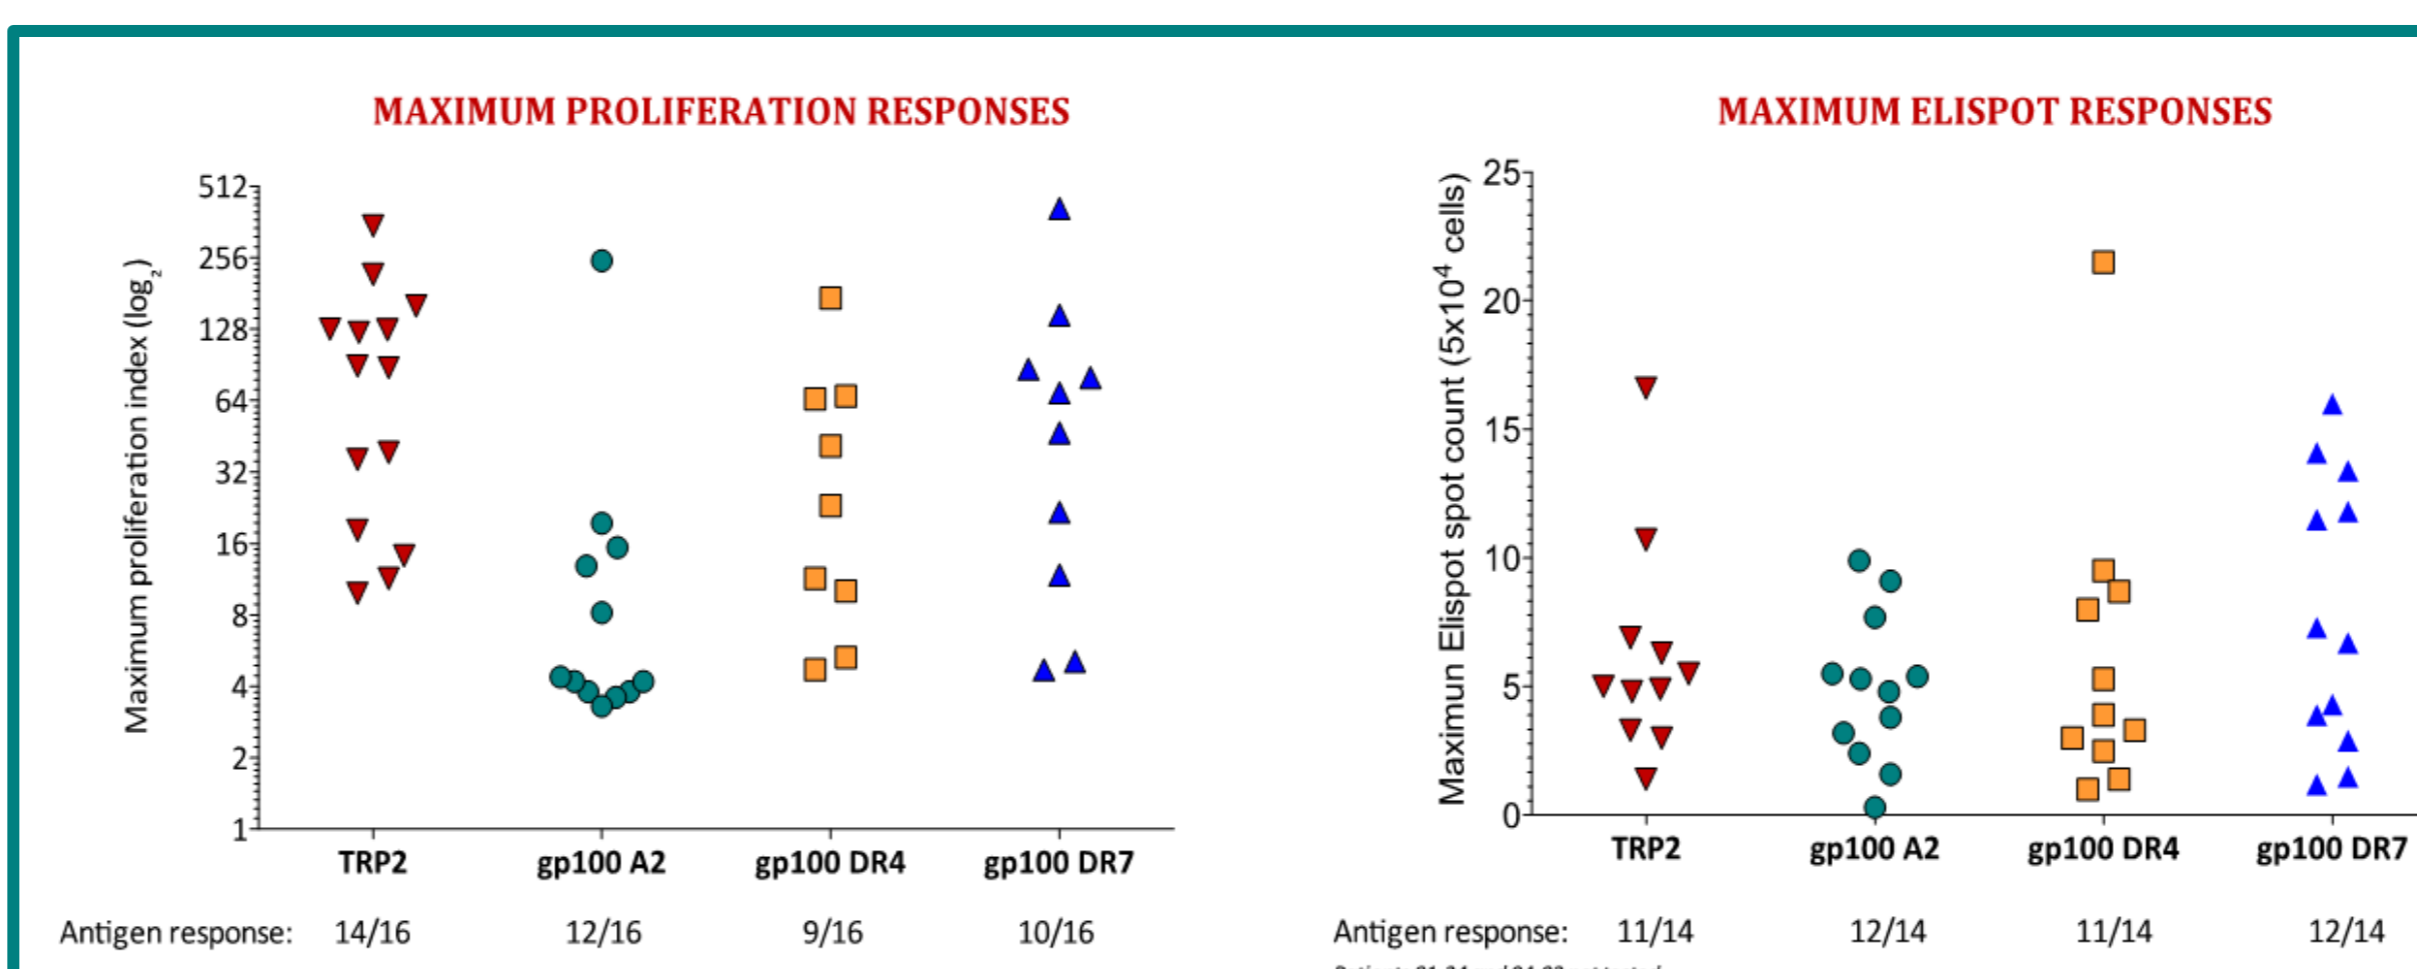 MAXIMUM PROLIFERATION RESPONSES
Maximum proliferation index (log₂)
512
256
128
64
32
16
8
4
2
1
TRP2 gp100 A2 gp100 DR4 gp100 DR7
Antigen response: 14/16 12/16 9/16 10/16
MAXIMUM ELISPOT RESPONSES
Maximun Elispot spot count (5x10⁴ cells)
25
20
15
10
5
0
TRP2 gp100 A2 gp100 DR4 gp100 DR7
Antigen response: 11/14 12/14 11/14 12/14